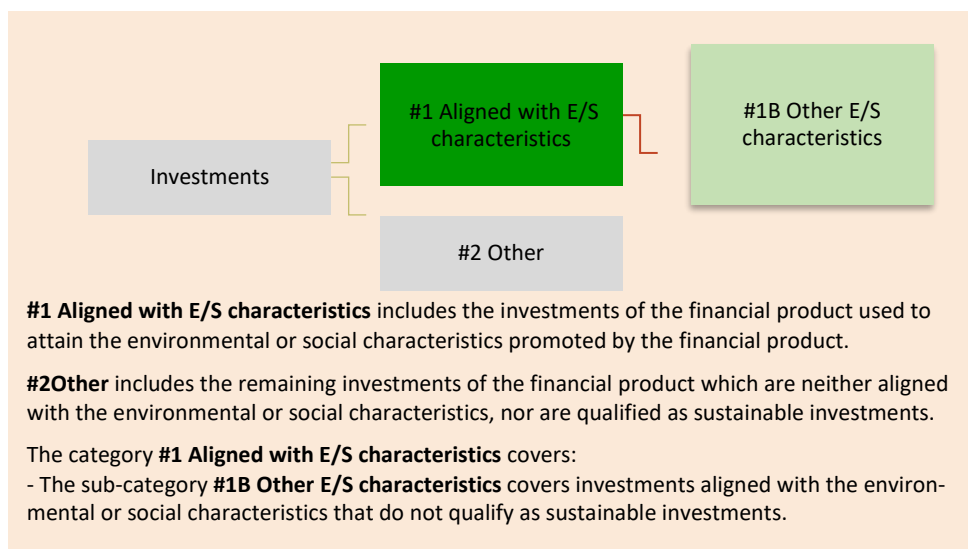 #1 Aligned with E/S
characteristics
#1B Other E/S
characteristics
Investments
#2 Other
#1 Aligned with E/S characteristics includes the investments of the financial product used to
attain the environmental or social characteristics promoted by the financial product.
#2Other includes the remaining investments of the financial product which are neither aligned
with the environmental or social characteristics, nor are qualified as sustainable investments.
The category #1 Aligned with E/S characteristics covers:
- The sub-category #1B Other E/S characteristics covers investments aligned with the environ-
mental or social characteristics that do not qualify as sustainable investments.